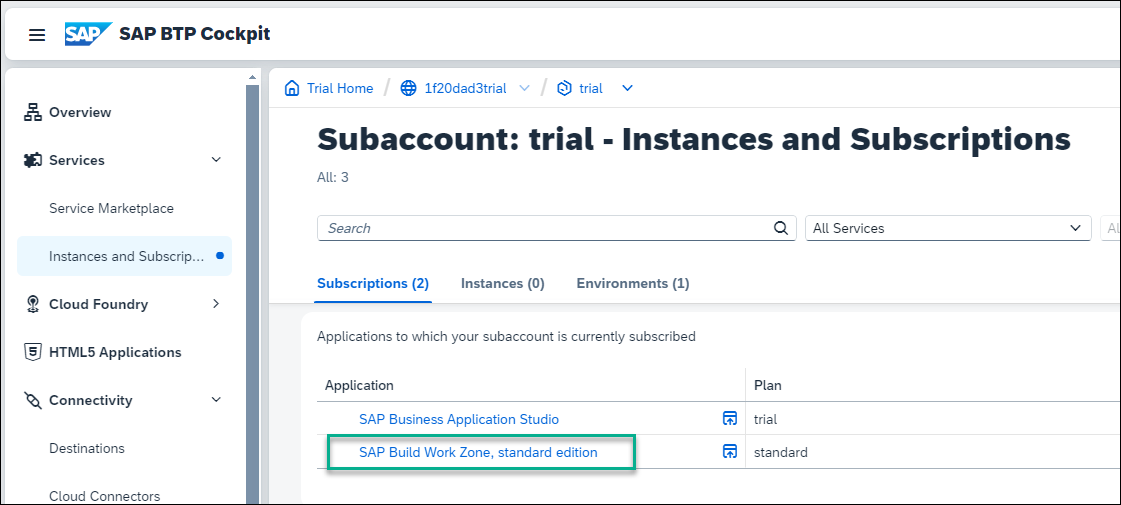 SAP SAP BTP Cockpit
Overview
Services
Service Marketplace
Instances and Subscrip...
Cloud Foundry
HTML5 Applications
Connectivity
Destinations
Cloud Connectors
Trial Home / 1f20dad3trial / trial
Subaccount: trial - Instances and Subscriptions
All: 3
Search
All Services
Al
Subscriptions (2) Instances (0) Environments (1)
Applications to which your subaccount is currently subscribed
Application Plan
SAP Business Application Studio trial
SAP Build Work Zone, standard edition standard